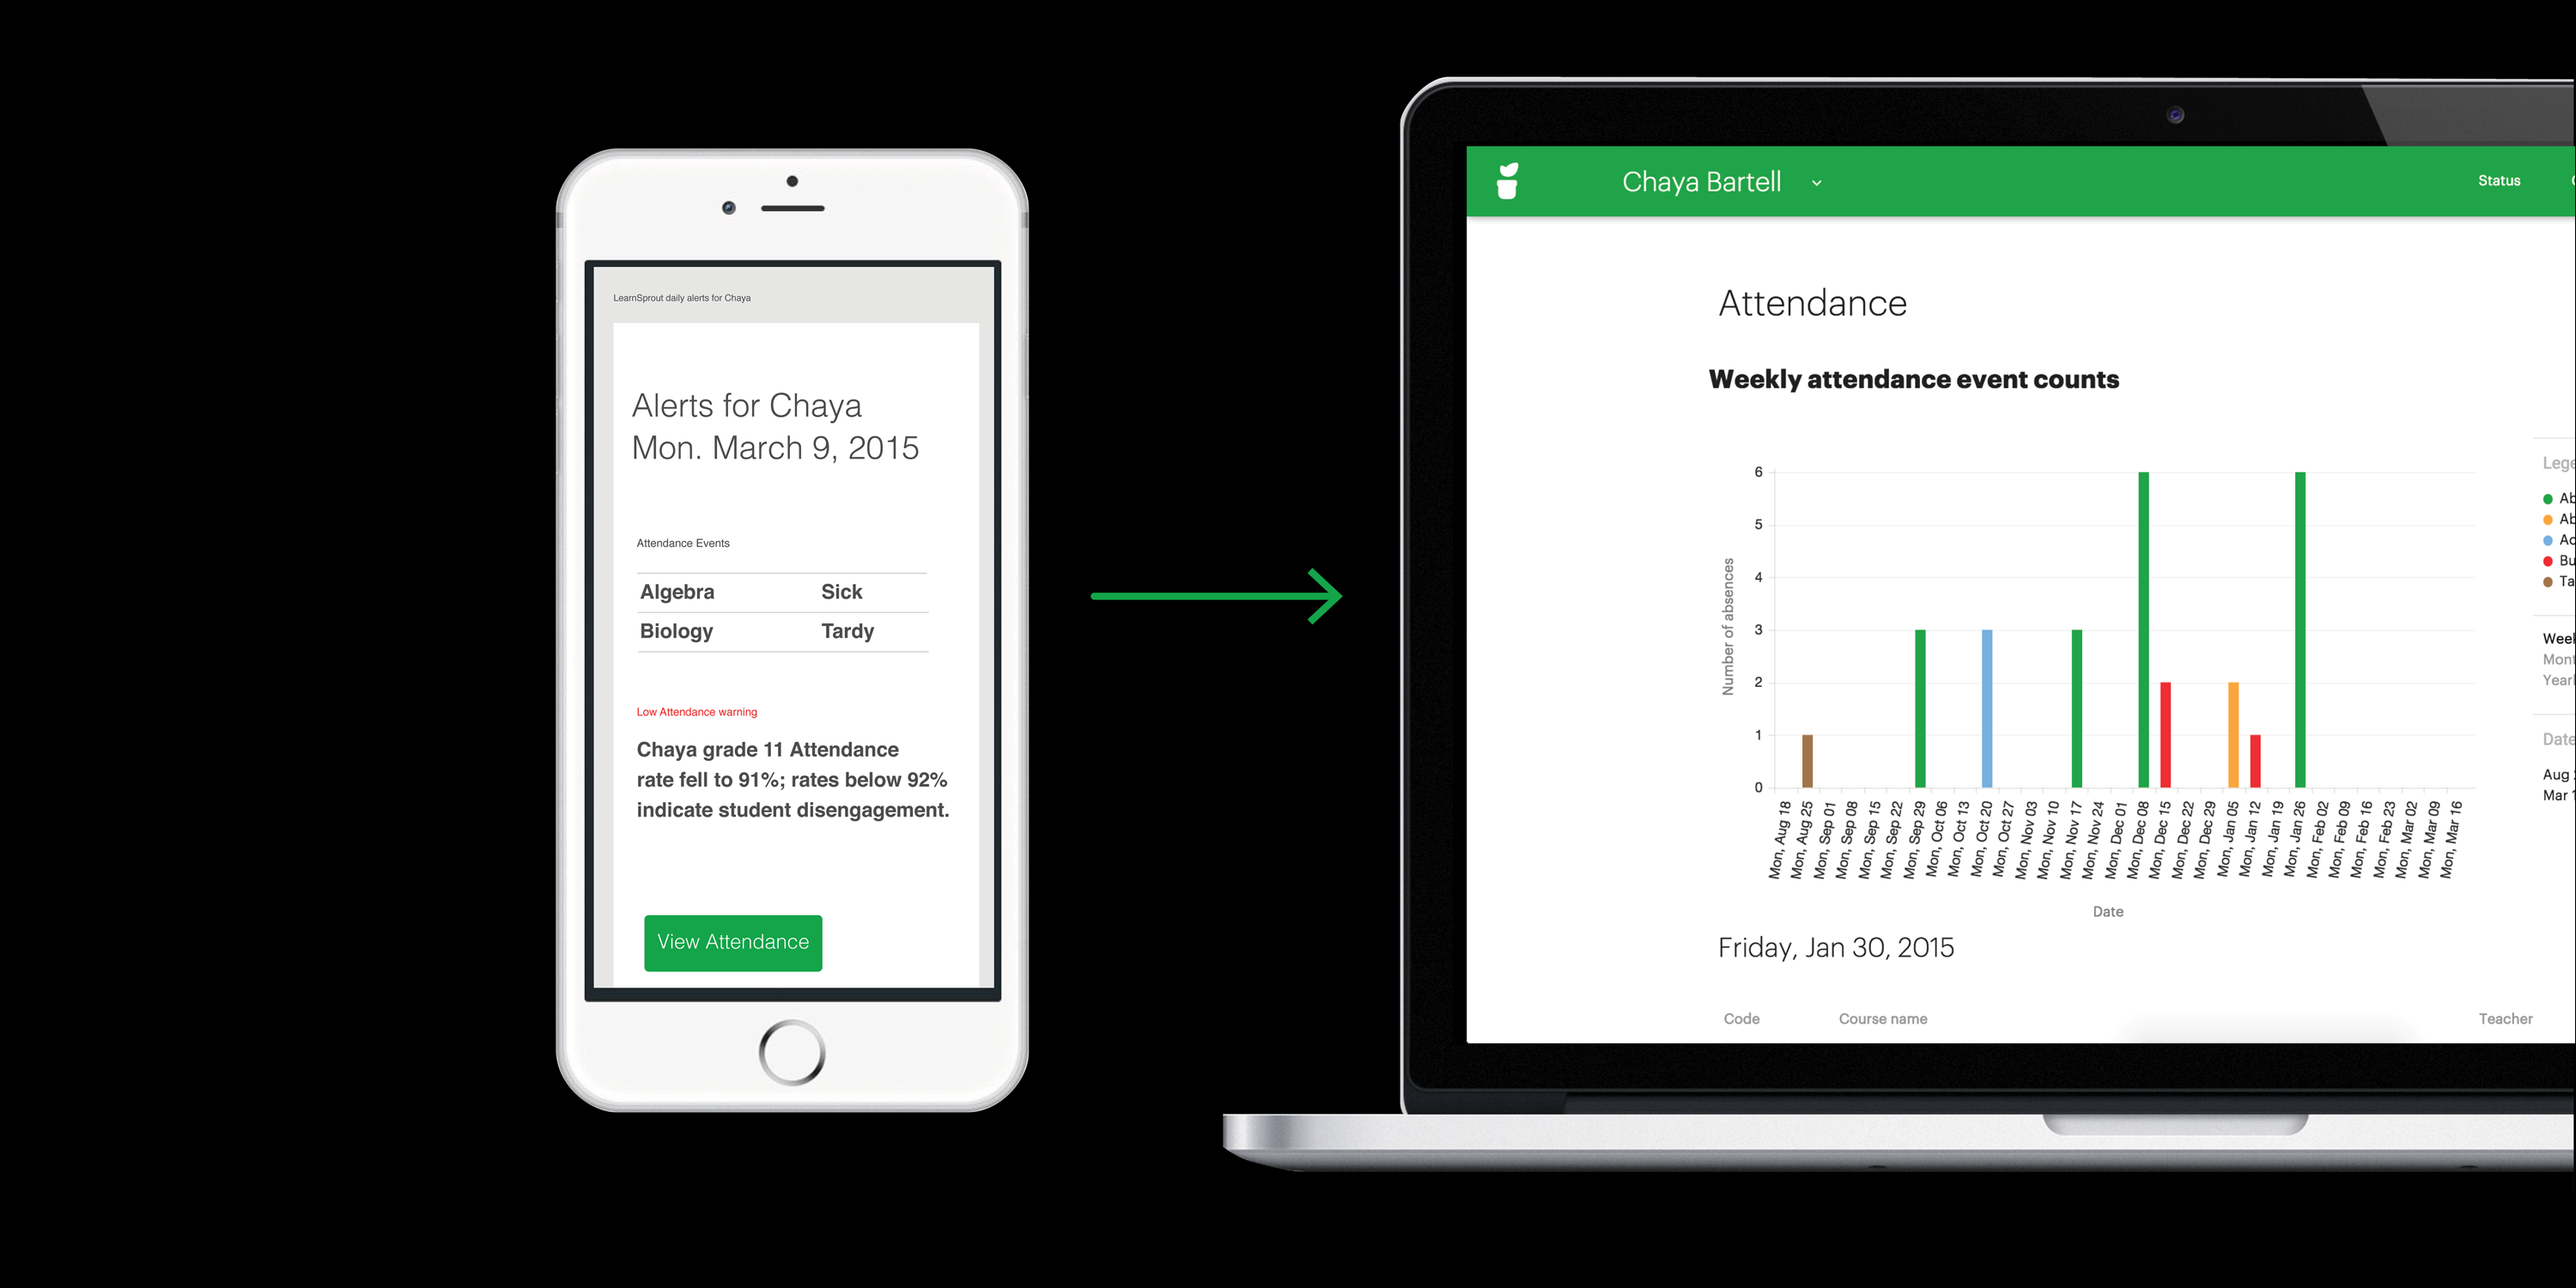 LearnSprout daily alerts for Chaya
Alerts for Chaya
Mon. March 9, 2015
Attendance Events
Algebra Sick
Biology Tardy
Low Attendance warning
Chaya grade 11 Attendance
rate fell to 91%; rates below 92%
indicate student disengagement.
View Attendance
Chaya Bartell
Status
Attendance
Weekly attendance event counts
Number of absences
6
5
4
3
2
1
0
Mon, Aug 18
Mon, Aug 25
Mon, Sep 01
Mon, Sep 08
Mon, Sep 15
Mon, Sep 22
Mon, Sep 29
Mon, Oct 06
Mon, Oct 13
Mon, Oct 20
Mon, Oct 27
Mon, Nov 03
Mon, Nov 10
Mon, Nov 17
Mon, Nov 24
Mon, Dec 01
Mon, Dec 08
Mon, Dec 15
Mon, Dec 22
Mon, Dec 29
Mon, Jan 05
Mon, Jan 12
Mon, Jan 19
Mon, Jan 26
Mon, Feb 02
Mon, Feb 09
Mon, Feb 16
Mon, Feb 23
Mon, Mar 02
Mon, Mar 09
Mon, Mar 16
Date
Lege
Ab
Ab
Ac
Bu
Ta
Week
Mont
Yearl
Date
Aug
Mar 1
Friday, Jan 30, 2015
Code Course name Teacher